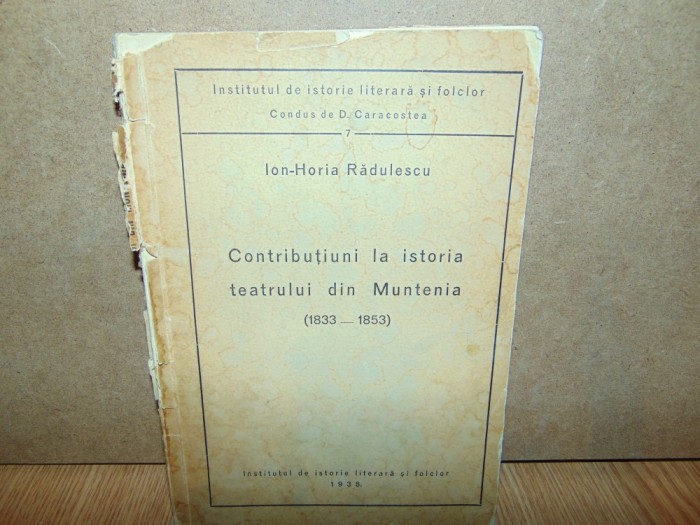 Institutul de istorie literară și folclor
Condus de D. Caracostea
7
Ion-Horia Rădulescu
Contribuțiuni la istoria
teatrului din Muntenia
(1833 — 1853)
Institutul de istorie literară și folclor
1935.